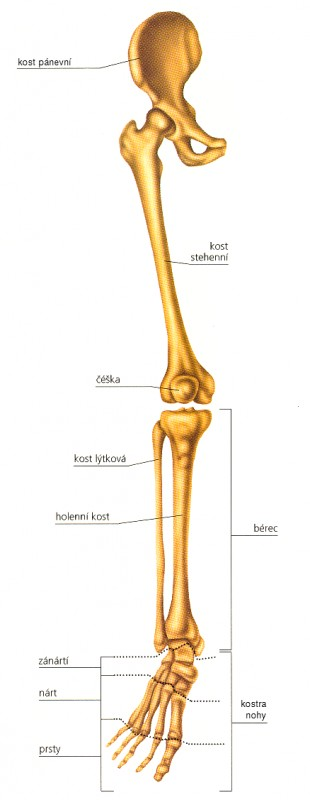 kost pánevní
kost
stehenní
čéška
kost lýtková
holenní kost
bérec
zánártí
nárt
kostra
nohy
prsty